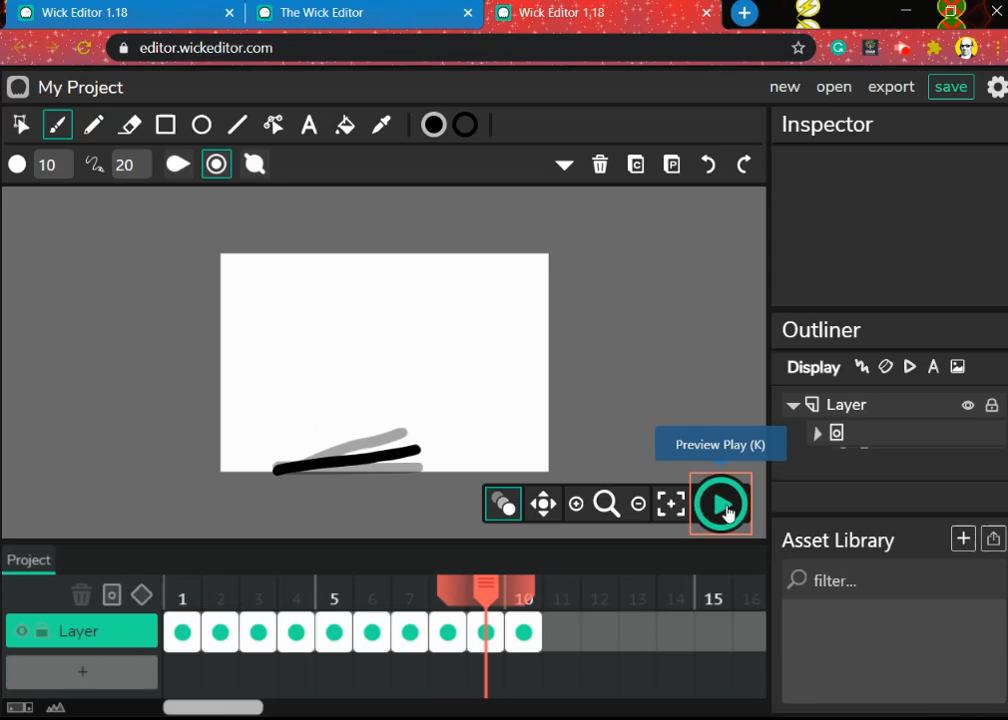 Wick Editor 1.18
The Wick Editor
Wick Editor 1.18
editor.wickeditor.com
My Project
new open export save
Inspector
10 20
Outliner
Display
Layer
Preview Play (K)
Asset Library
filter...
Project
1 2 3 4 5 6 7 10 11 12 13 14 15 16
Layer